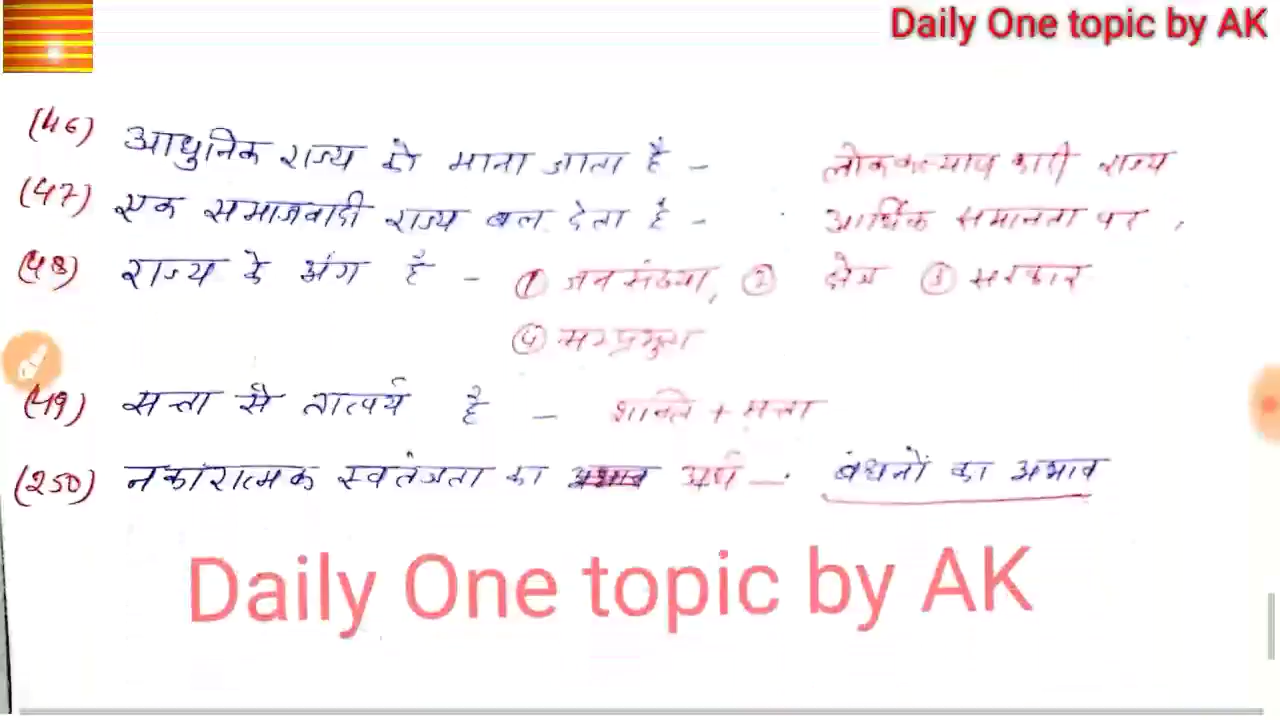 Daily One topic by AK
(46) आधुनिक राज्य को माना जाता है - लोककल्याणकारी राज्य
(47) एक समाजवादी राज्य बल देता है - आर्थिक समानता पर,
(48) राज्य के अंग है - ① जनसंख्या, ② क्षेत्र ③ सरकार
④ सम्प्रभुता
(49) सत्ता से तात्पर्य है - शक्ति + सत्ता
(250) नकारात्मक स्वतंत्रता का अर्थ - बंधनों का अभाव
Daily One topic by AK